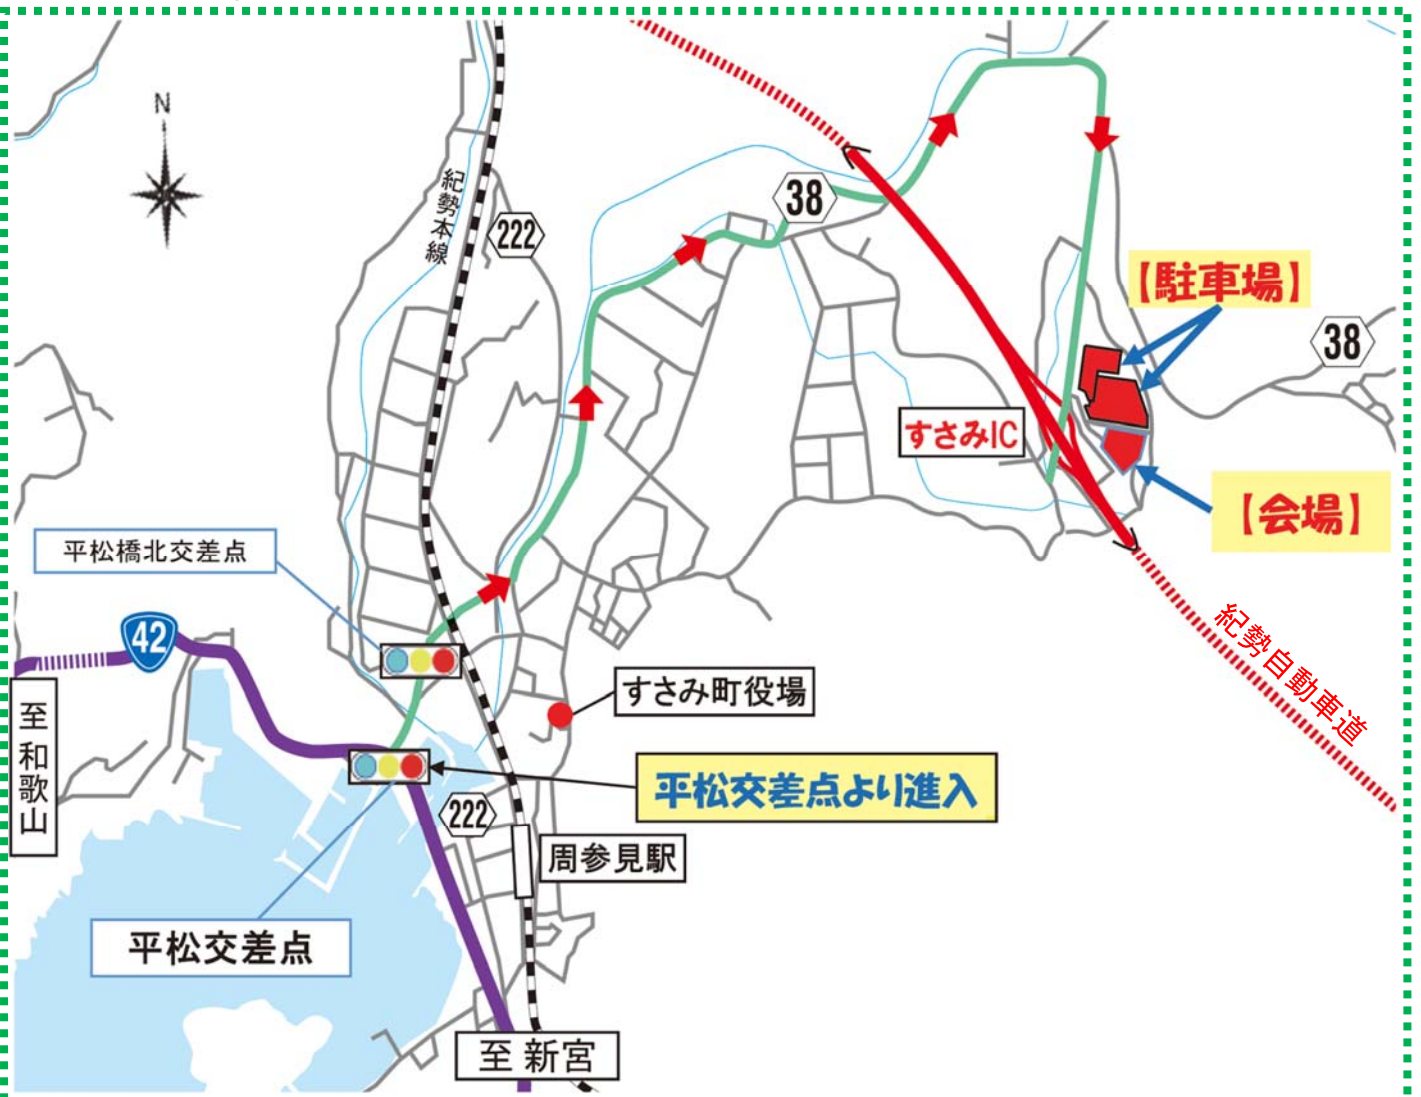 N
紀勢本線
222
38
【駐車場】
38
すさみIC
【会場】
平松橋北交差点
42
紀勢自動車道
すさみ町役場
至和歌山
平松交差点より進入
222
周参見駅
平松交差点
至 新宮